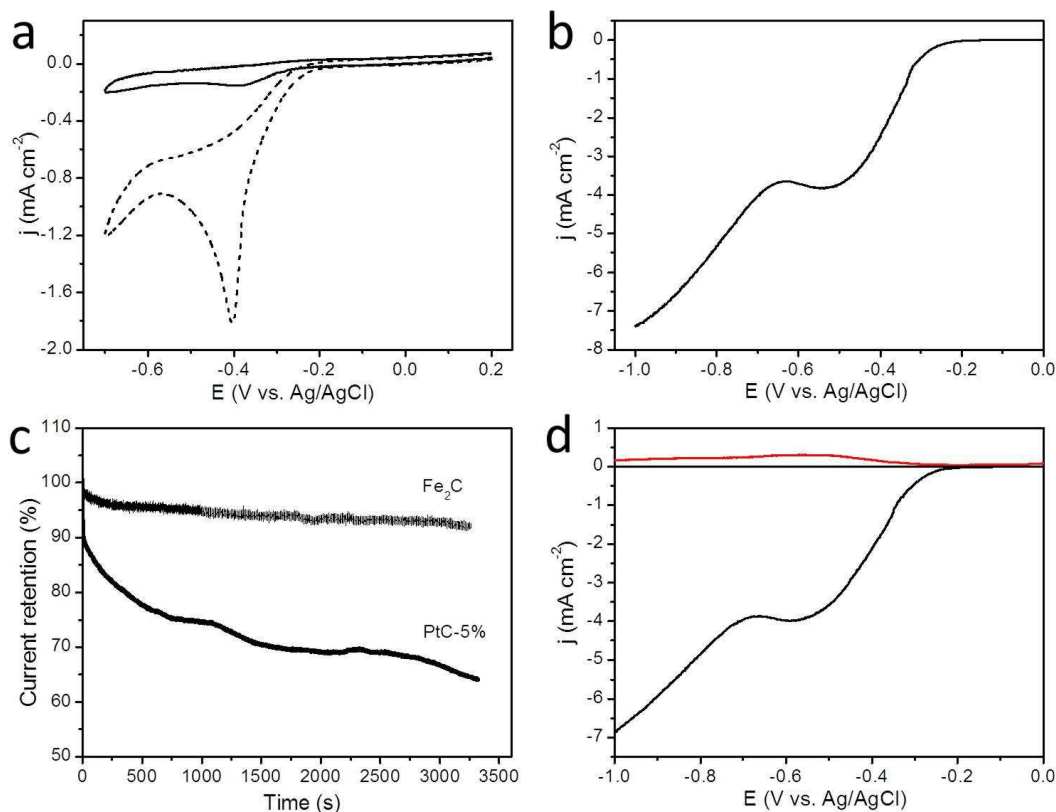 a
0.0
-0.4
-0.8
-1.2
-1.6
-2.0
j (mA cm-2)
-0.6 -0.4 -0.2 0.0 0.2
E (V vs. Ag/AgCl)
b
0
-1
-2
-3
-4
-5
-6
-7
-8
j (mA cm-2)
-1.0 -0.8 -0.6 -0.4 -0.2 0.0
E (V vs. Ag/AgCl)
c
110
100
90
80
70
60
50
Current retention (%)
Fe2C
PtC-5%
0 500 1000 1500 2000 2500 3000 3500
Time (s)
d
1
0
-1
-2
-3
-4
-5
-6
-7
j (mA cm-2)
-1.0 -0.8 -0.6 -0.4 -0.2 0.0
E (V vs. Ag/AgCl)